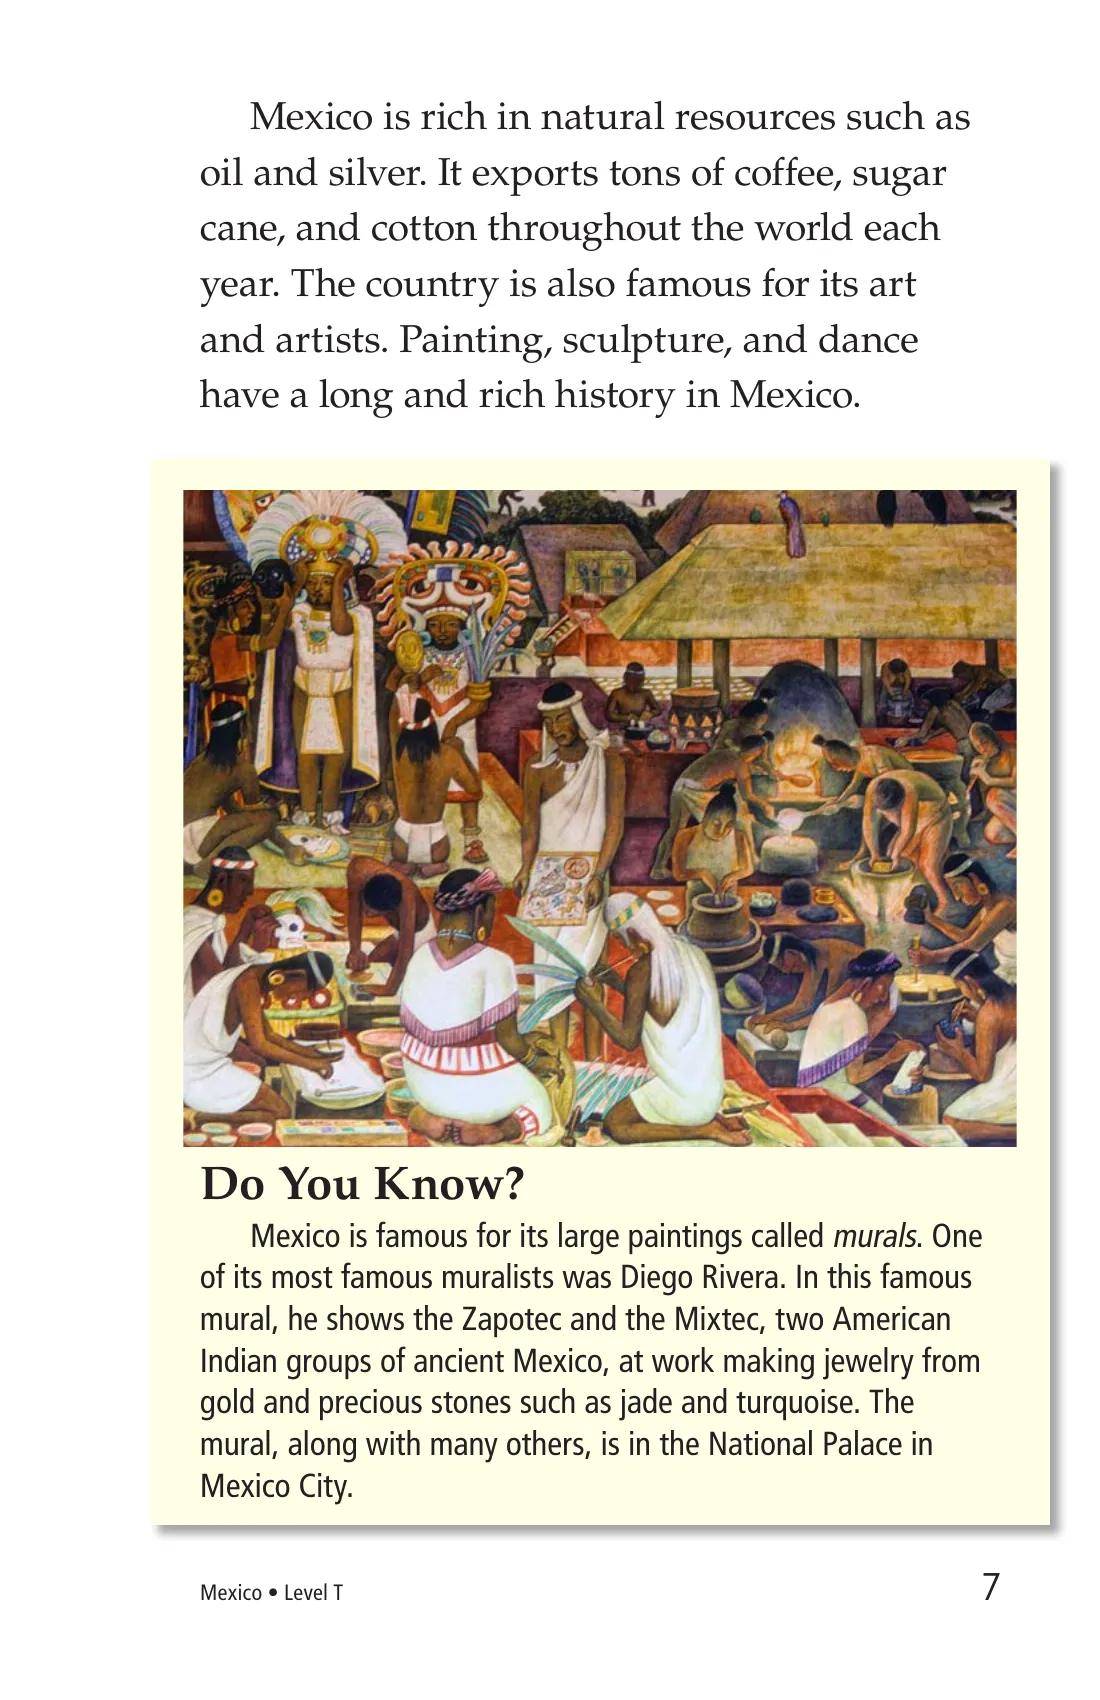 Mexico is rich in natural resources such as
oil and silver. It exports tons of coffee, sugar
cane, and cotton throughout the world each
year. The country is also famous for its art
and artists. Painting, sculpture, and dance
have a long and rich history in Mexico.
Do You Know?
Mexico is famous for its large paintings called murals. One
of its most famous muralists was Diego Rivera. In this famous
mural, he shows the Zapotec and the Mixtec, two American
Indian groups of ancient Mexico, at work making jewelry from
gold and precious stones such as jade and turquoise. The
mural, along with many others, is in the National Palace in
Mexico City.
Mexico • Level T
7